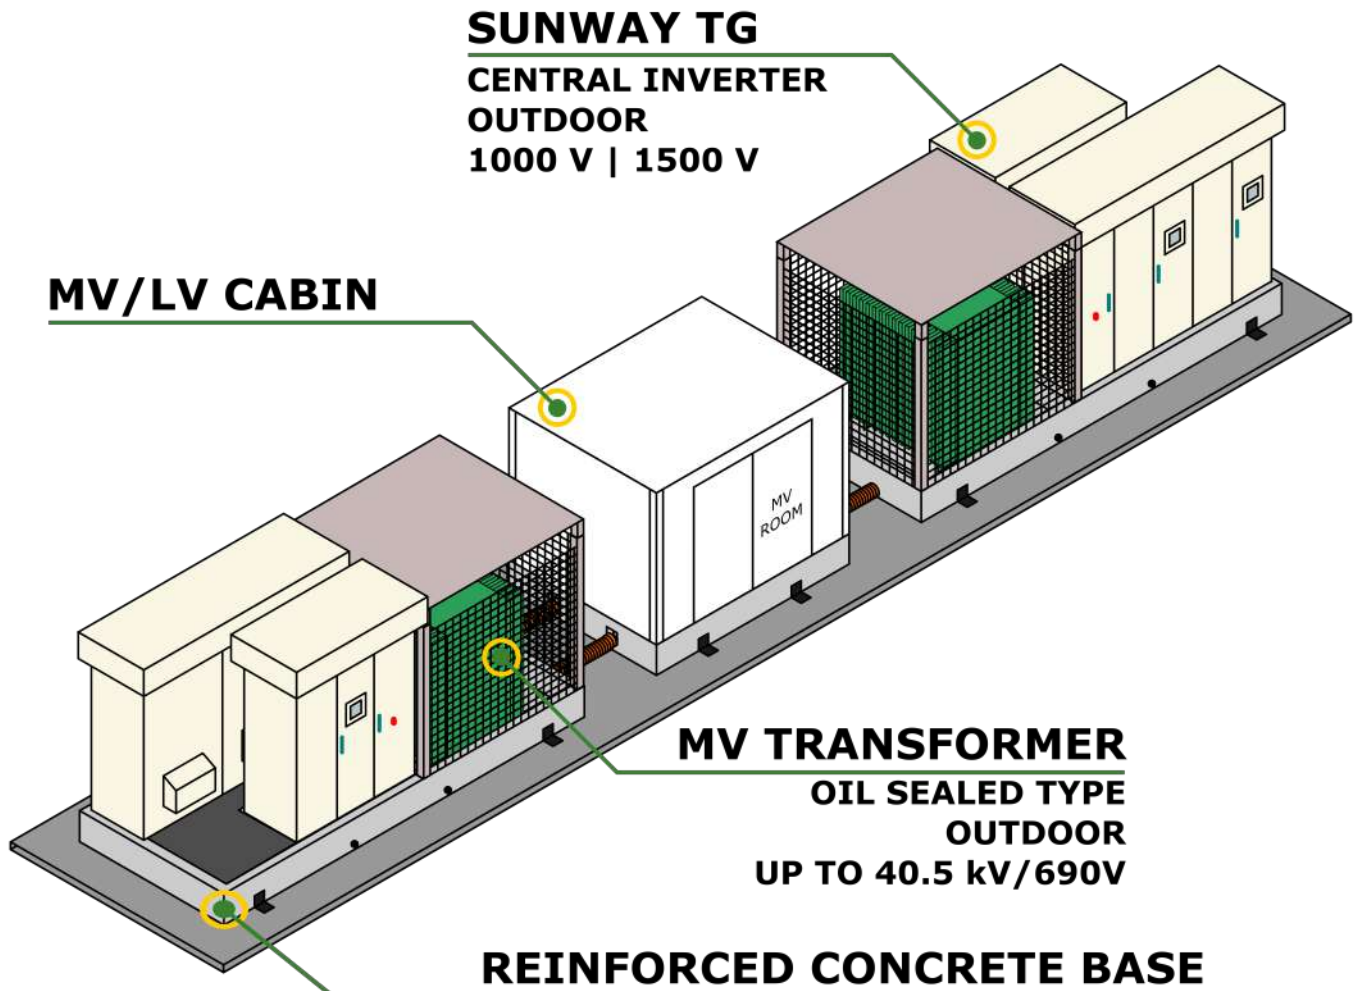 SUNWAY TG
CENTRAL INVERTER
OUTDOOR
1000 V | 1500 V
MV/LV CABIN
MV
ROOM
MV TRANSFORMER
OIL SEALED TYPE
OUTDOOR
UP TO 40.5 kV/690V
REINFORCED CONCRETE BASE